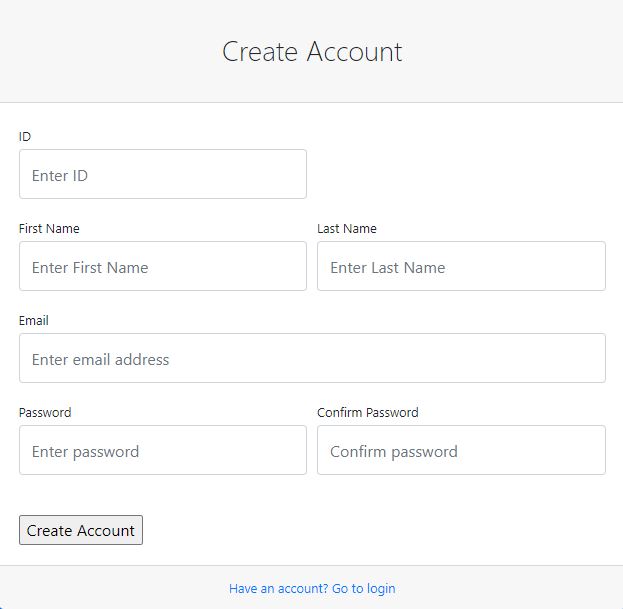 Create Account
ID
Enter ID
First Name Last Name
Enter First Name Enter Last Name
Email
Enter email address
Password Confirm Password
Enter password Confirm password
Create Account
Have an account? Go to login